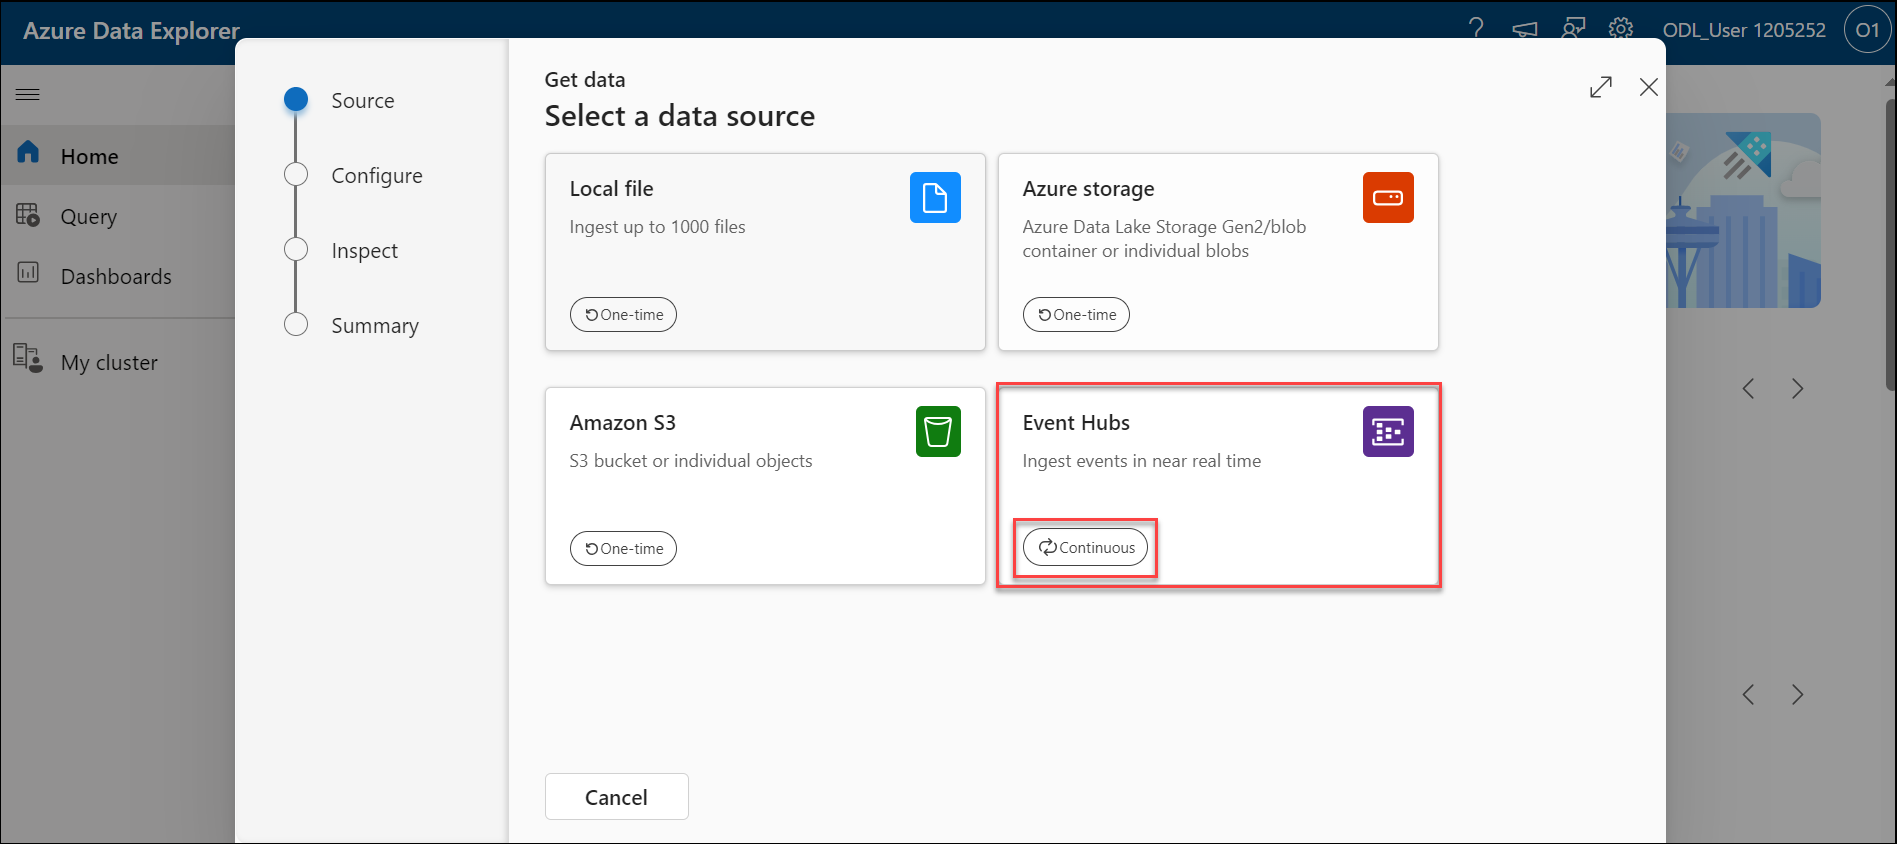 Azure Data Explorer
ODL_User 1205252
O1
Home
Query
Dashboards
My cluster
Source
Configure
Inspect
Summary
Get data
Select a data source
Local file
Ingest up to 1000 files
One-time
Azure storage
Azure Data Lake Storage Gen2/blob
container or individual blobs
One-time
Amazon S3
S3 bucket or individual objects
One-time
Event Hubs
Ingest events in near real time
Continuous
Cancel